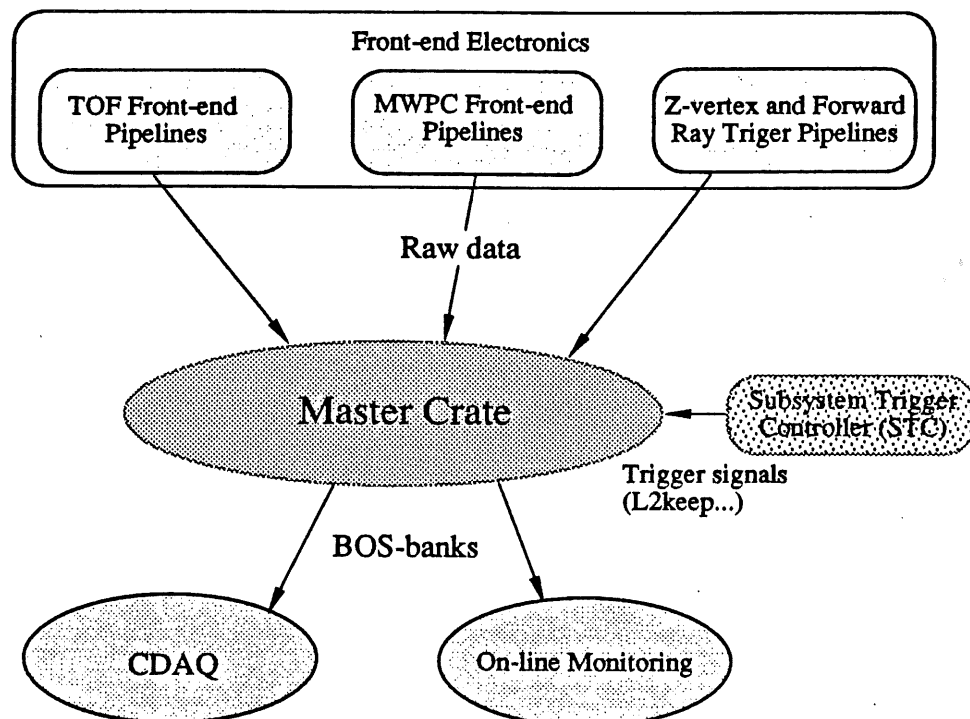 Front-end Electronics
TOF Front-end
Pipelines
MWPC Front-end
Pipelines
Z-vertex and Forward
Ray Triger Pipelines
Raw data
Master Crate
Subsystem Trigger
Controller (STC)
Trigger signals
(L2keep...)
BOS-banks
CDAQ
On-line Monitoring